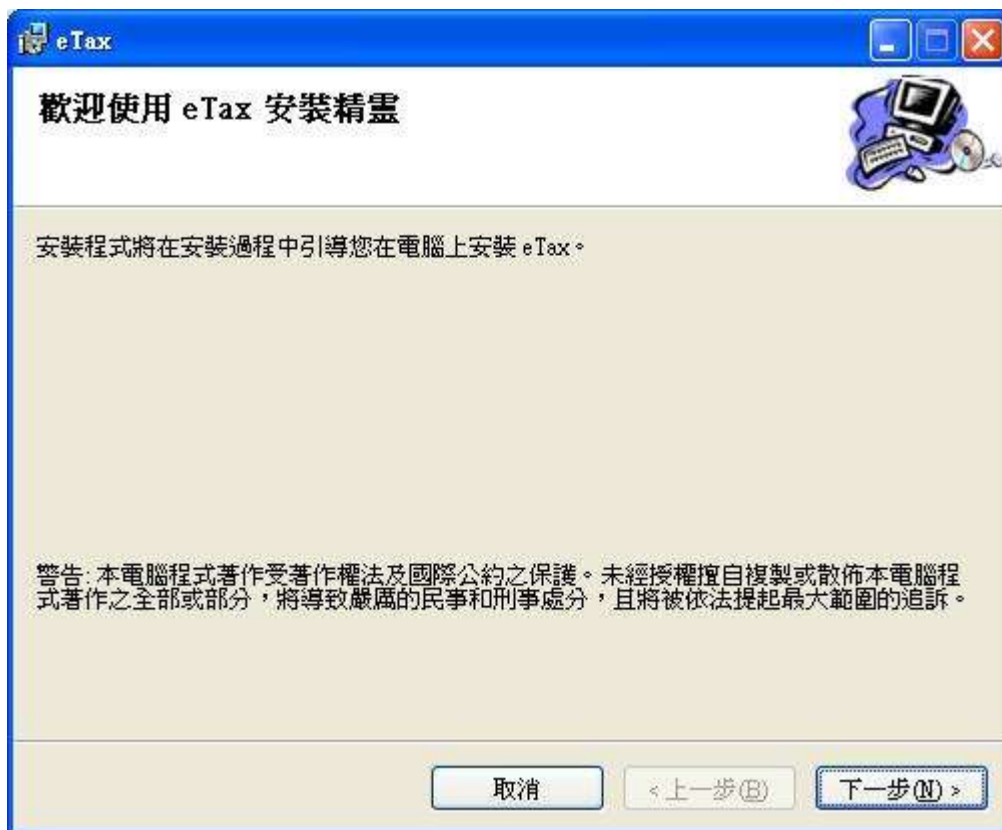 eTax
歡迎使用 eTax 安裝精靈
安裝程式將在安裝過程中引導您在電腦上安裝 eTax。
警告: 本電腦程式著作受著作權法及國際公約之保護。未經授權擅自複製或散佈本電腦程
式著作之全部或部分，將導致嚴厲的民事和刑事處分，且將被依法提起最大範圍的追訴。
取消
<上一步(B)
下一步(N)>